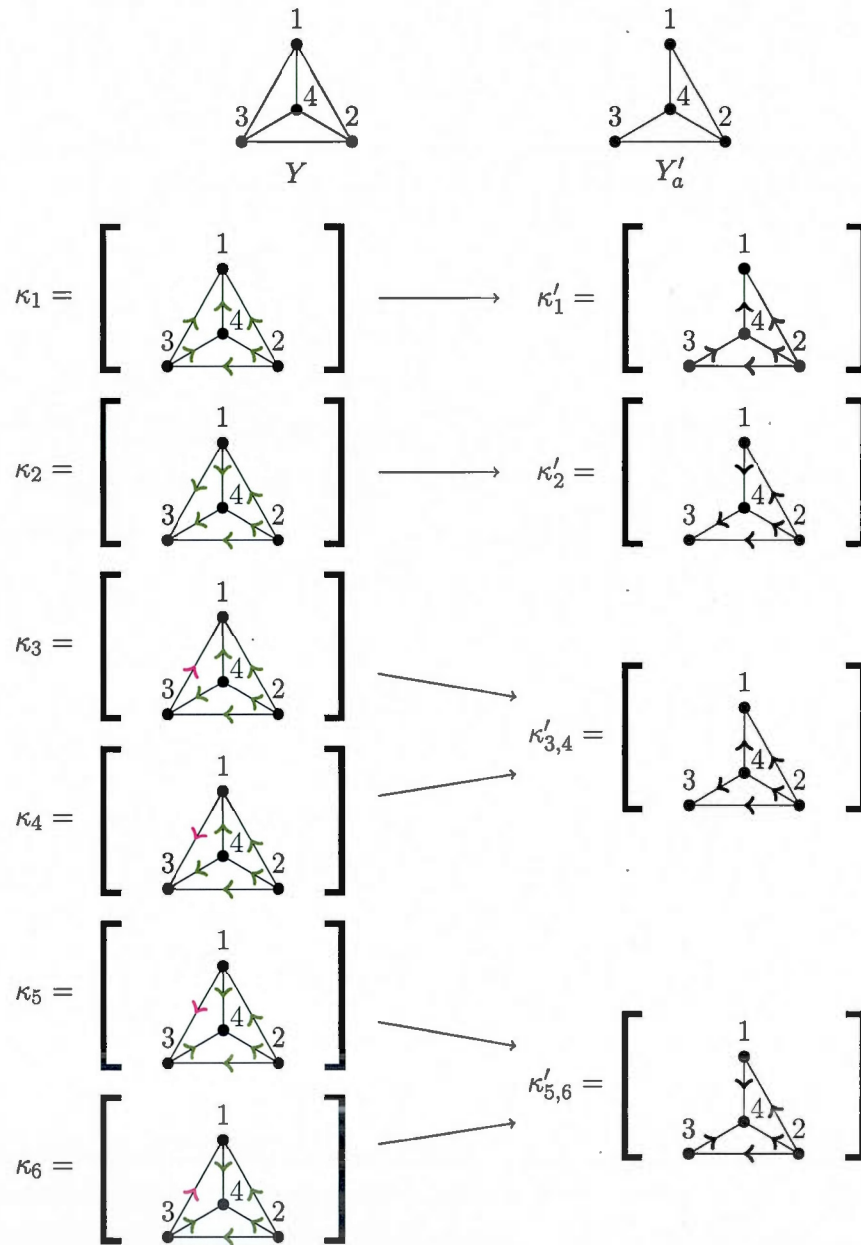 1 1
3 4 2 3 4 2
Y Y'_a
1 1
κ_1 = κ'_1 =
3 4 2 3 4 2
1 1
κ_2 = κ'_2 =
3 4 2 3 4 2
1
κ_3 =
3 4 2
1
κ'_{3,4} =
3 4 2
1
κ_4 =
3 4 2
1
κ_5 =
3 4 2
1
κ'_{5,6} =
3 4 2
1
κ_6 =
3 4 2